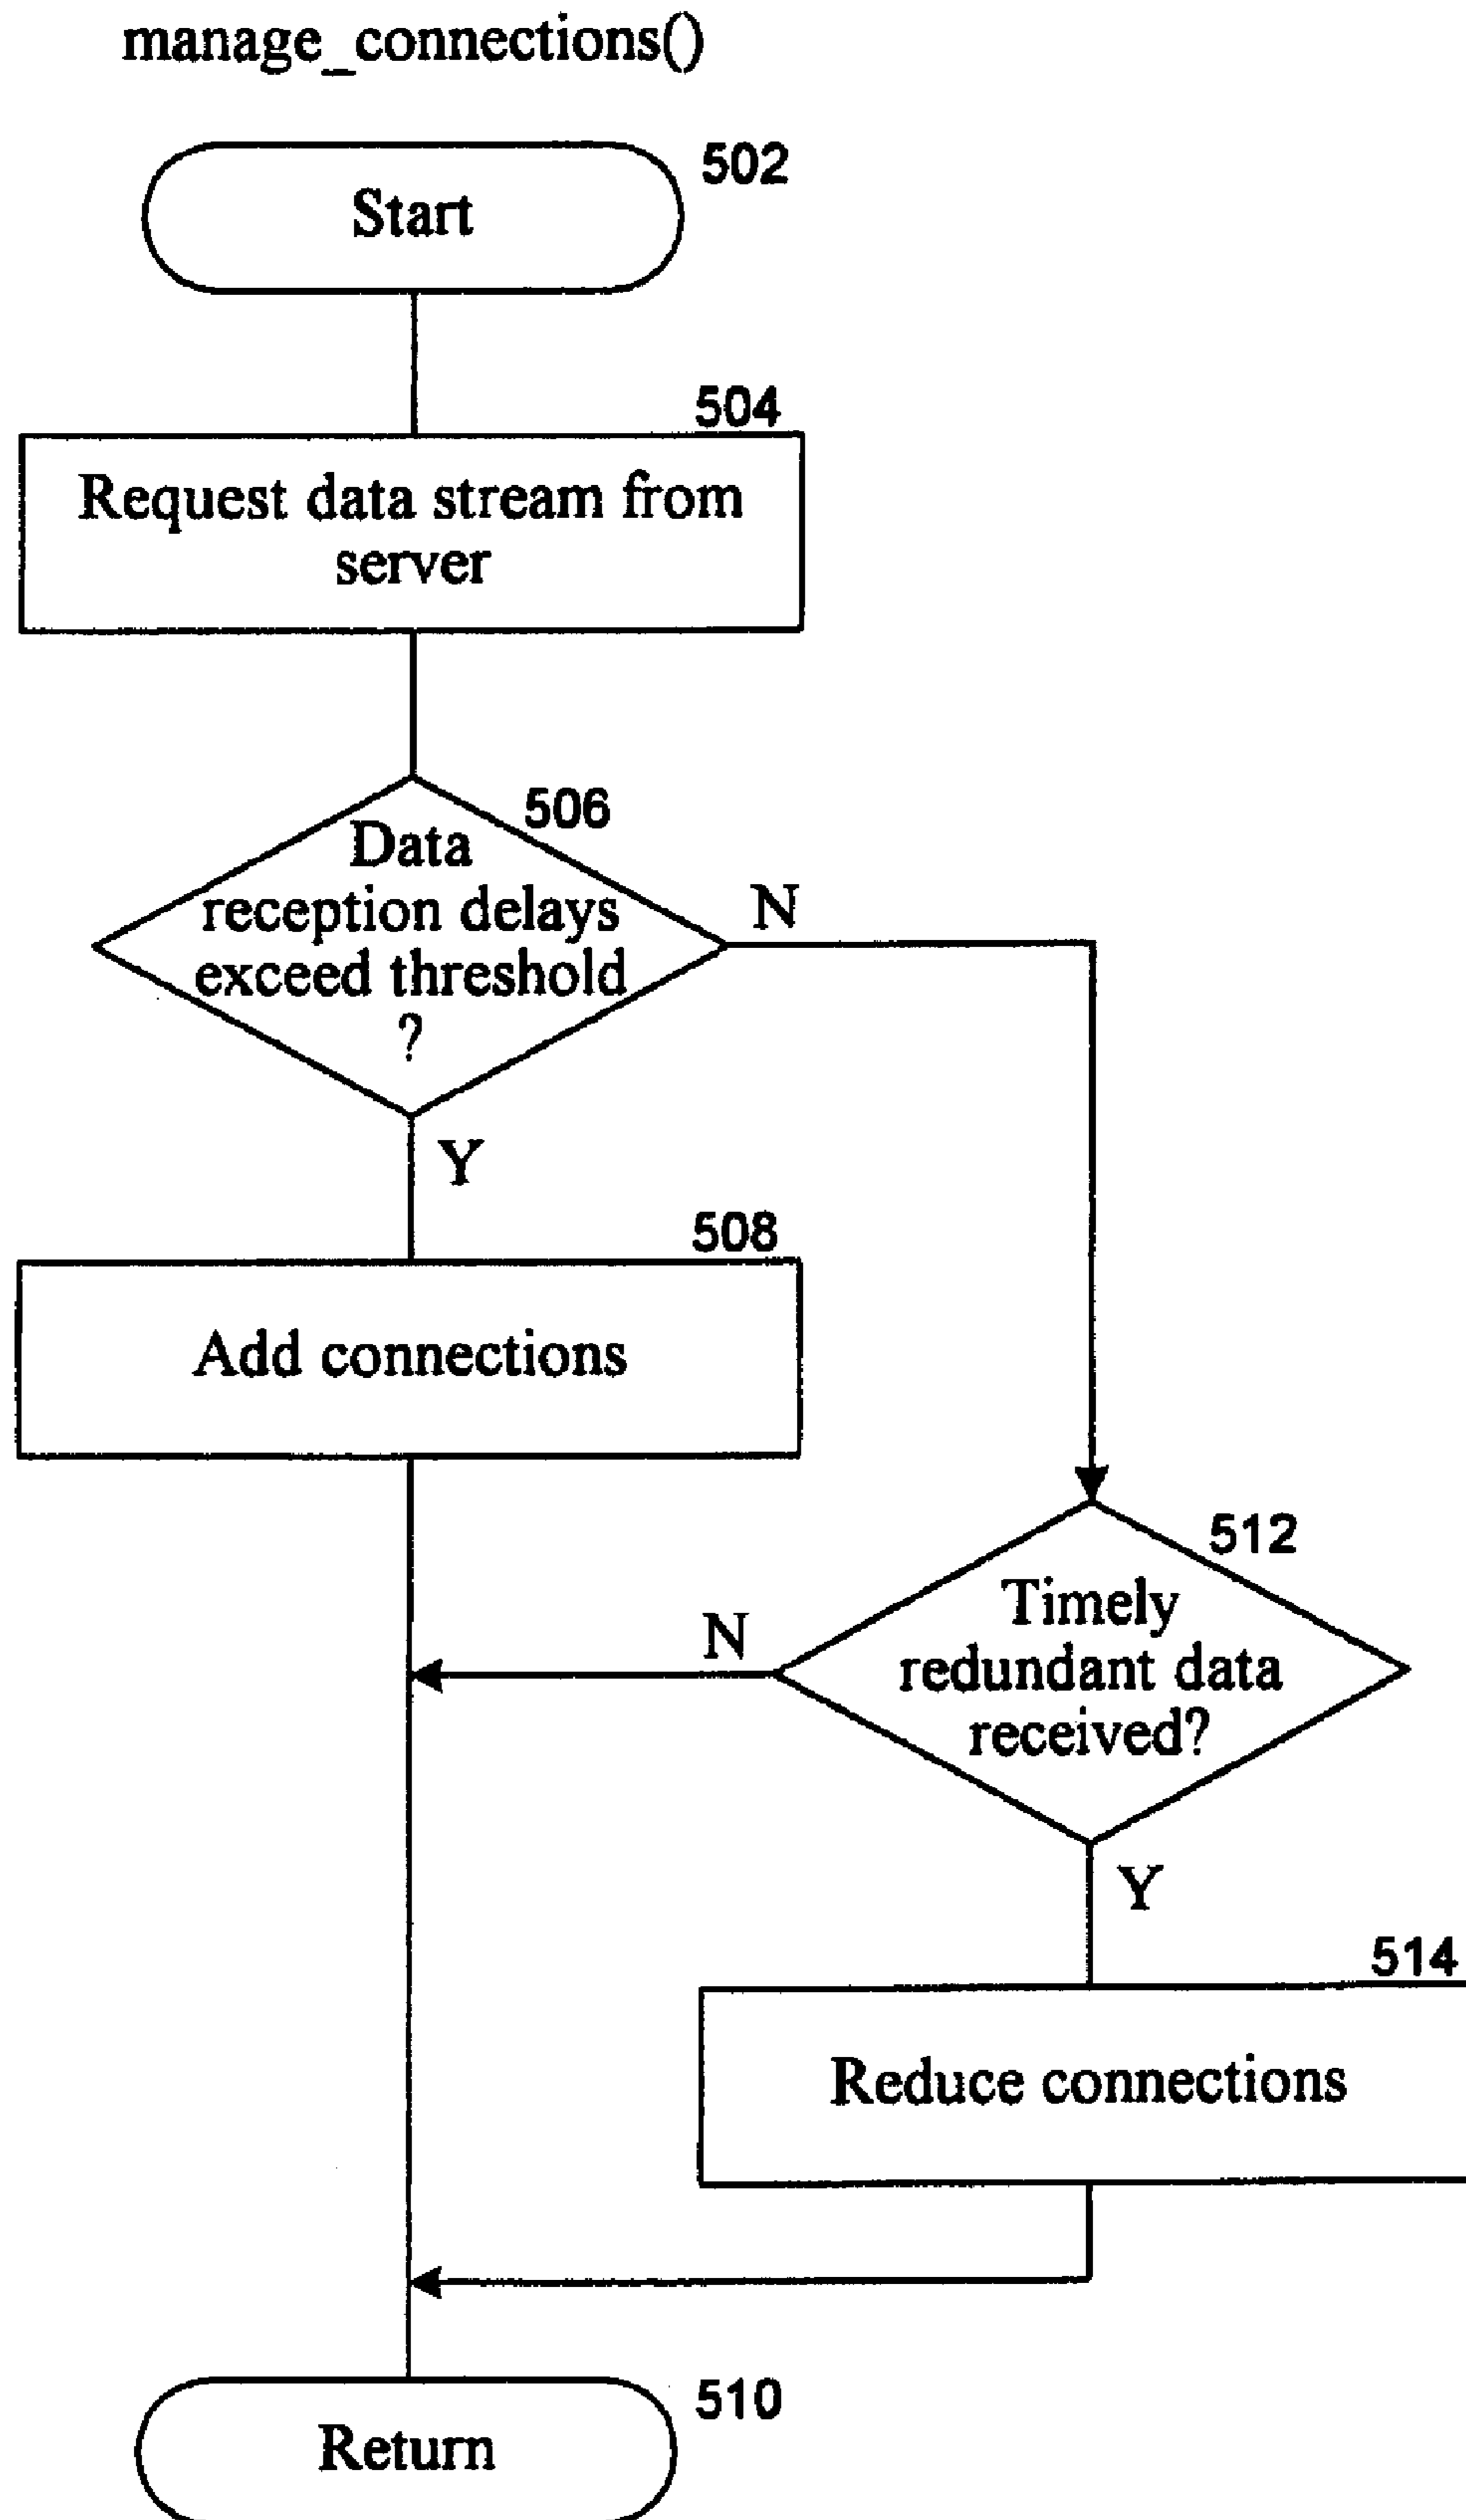 manage_connections()
502
Start
504
Request data stream from
server
506
Data
reception delays
exceed threshold
?
N
Y
508
Add connections
512
Timely
redundant data
received?
N
Y
514
Reduce connections
510
Return